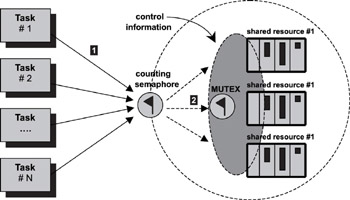 Task
# 1
Task
# 2
Task
....
Task
# N
1
counting
semaphore
control
information
2
MUTEX
shared resource #1
shared resource #1
shared resource #1